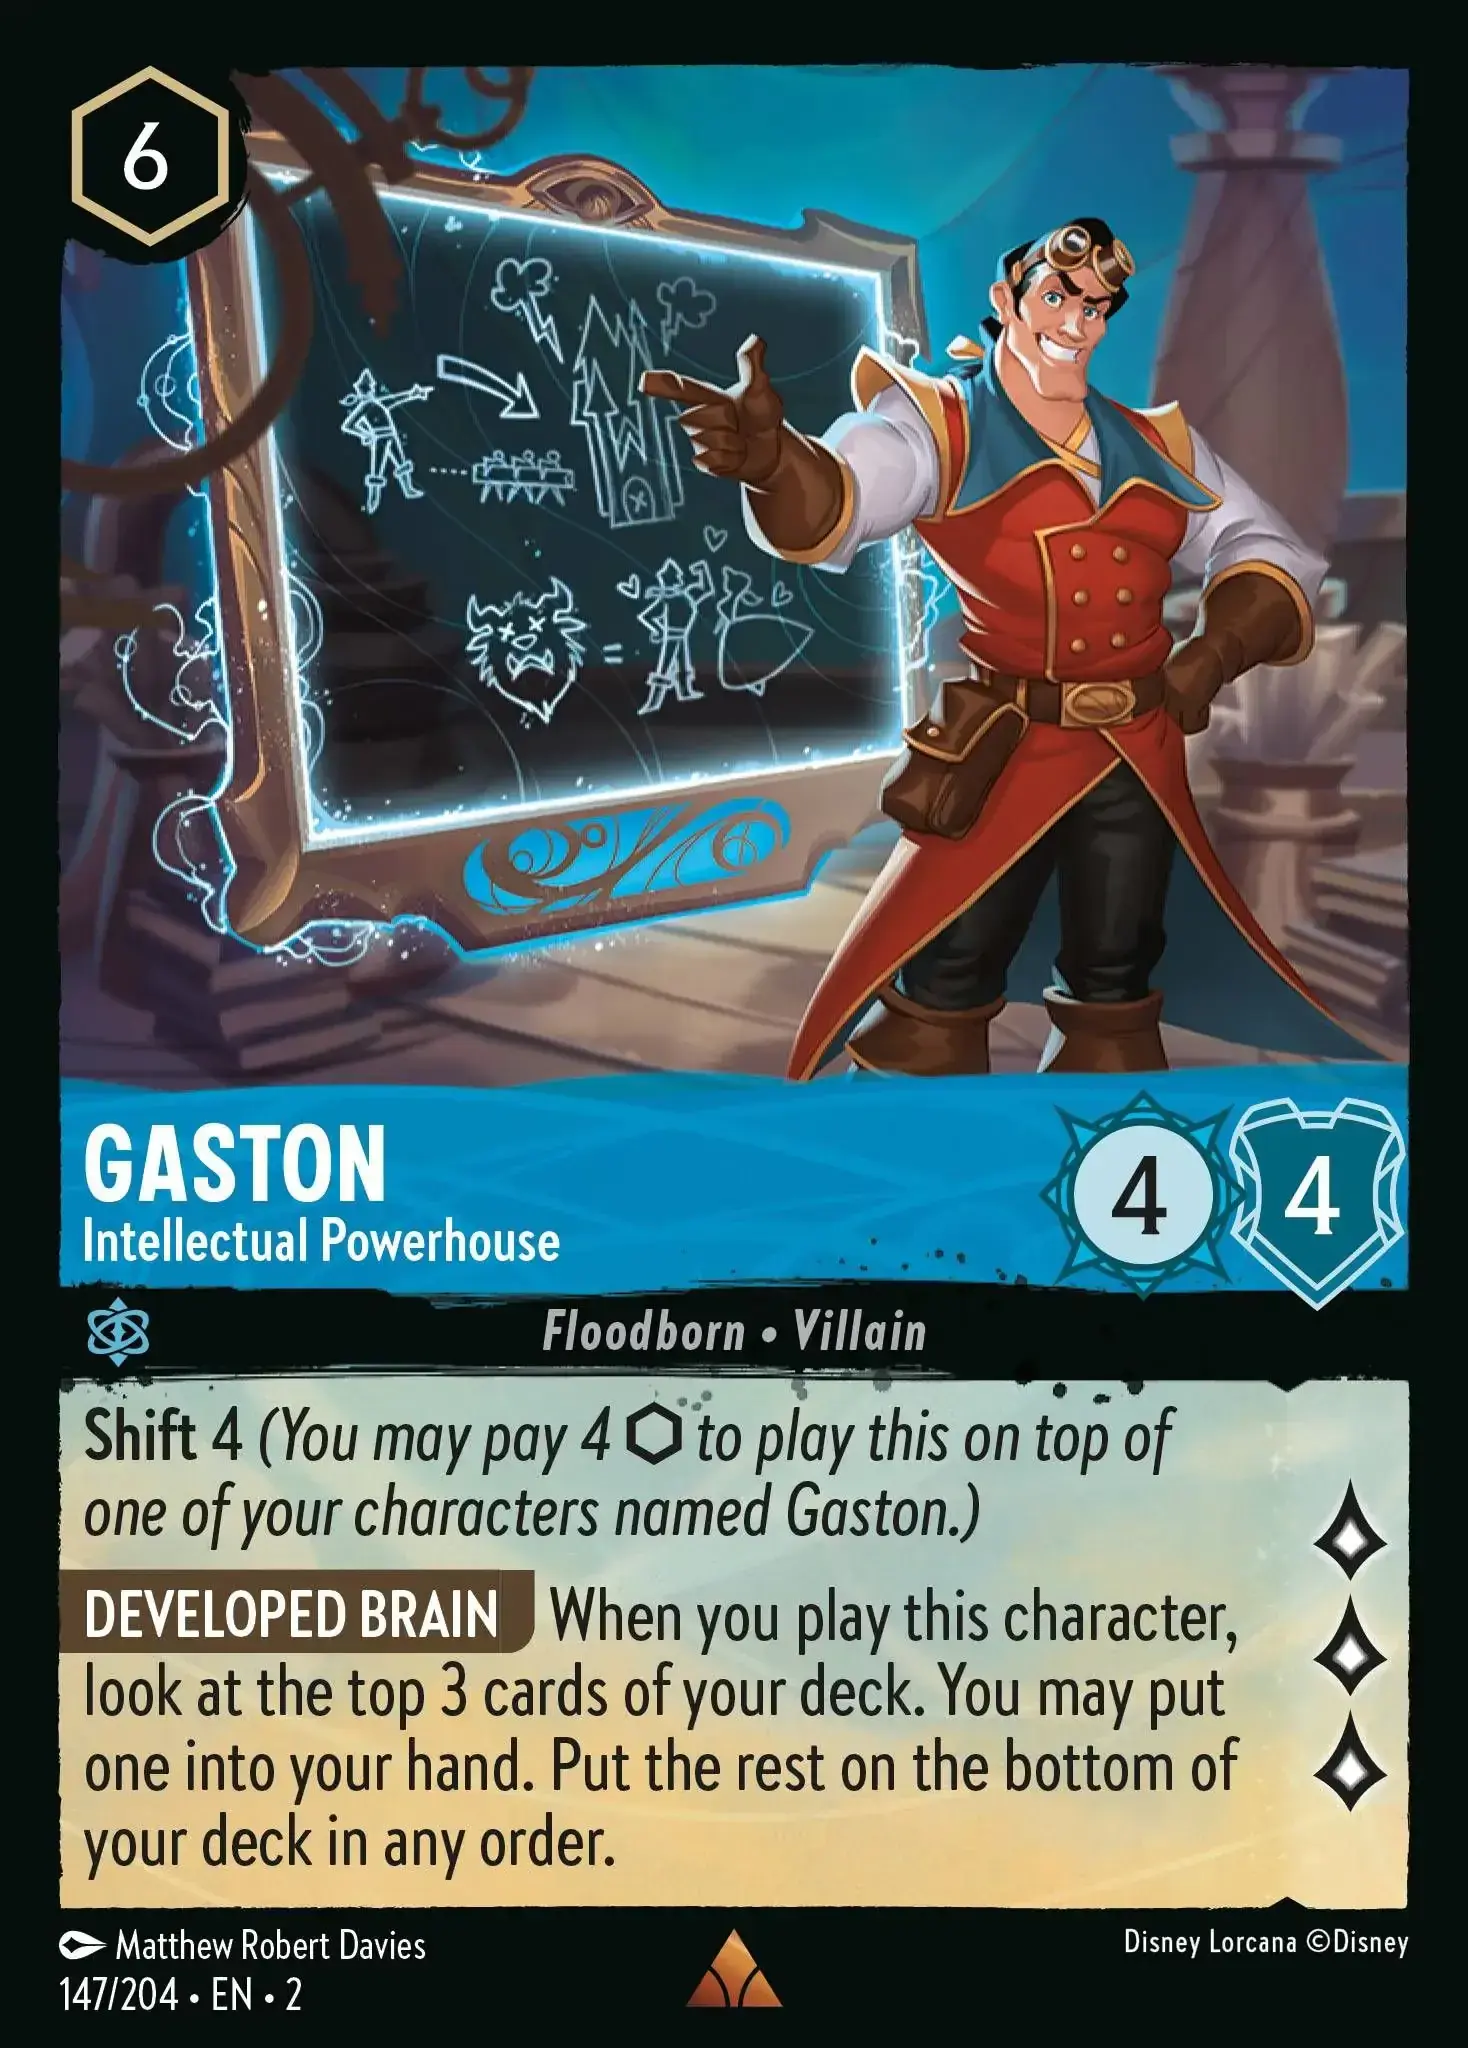 6
GASTON
Intellectual Powerhouse
4
4
Floodborn • Villain
Shift 4 (You may pay 4 ⬡ to play this on top of
one of your characters named Gaston.)
DEVELOPED BRAIN When you play this character,
look at the top 3 cards of your deck. You may put
one into your hand. Put the rest on the bottom of
your deck in any order.
Matthew Robert Davies
Disney Lorcana ©Disney
147/204 • EN • 2